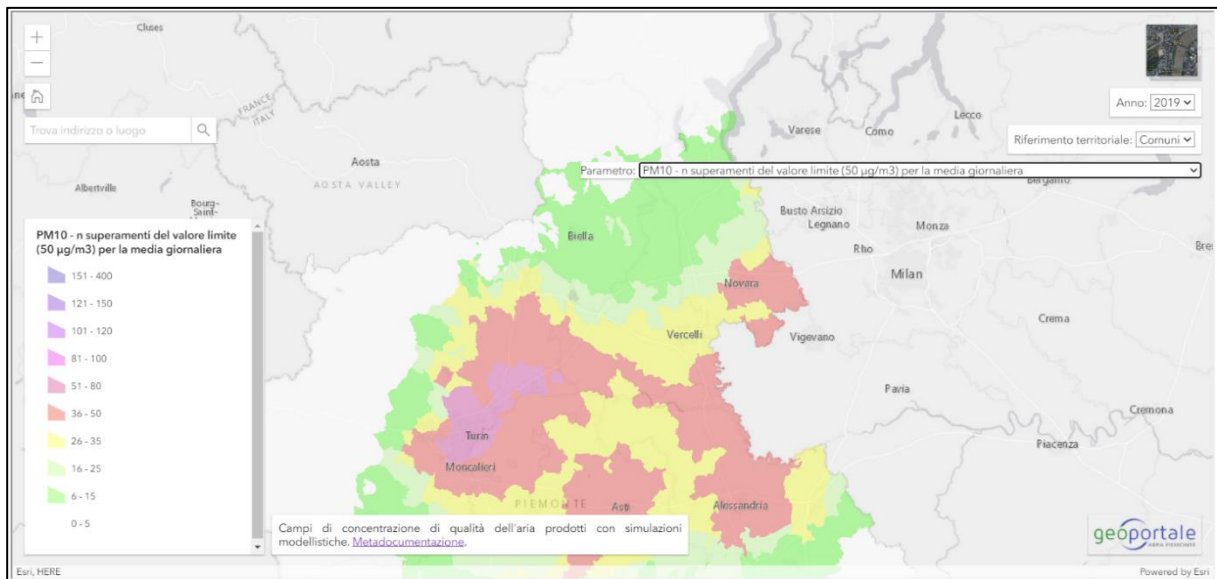 Cluses
Lecco
Anno: 2019
Varese
Como
FRANCE
ITALY
Riferimento territoriale: Comuni
Trova indirizzo o luogo
Aosta
Parametro: PM10 - n superamenti del valore limite (50 µg/m3) per la media giornaliera
AOSTA VALLEY
Albertville
Bourg-
Saint-
Busto Arsizio
Legnano
Monza
Biella
Rho
Milan
Bre
PM10 - n superamenti del valore limite
(50 µg/m3) per la media giornaliera
151 - 400
121 - 150
101 - 120
81 - 100
51 - 80
36 - 50
26 - 35
16 - 25
6 - 15
0 - 5
Novara
Vercelli
Vigevano
Crema
Pavia
Cremona
Piacenza
Turin
Moncalieri
PIEMONTE
Asti
Alessandria
Campi di concentrazione di qualità dell'aria prodotti con simulazioni
modellistiche. Metadocumentazione.
geoportale
Esri, HERE
Powered by Esri